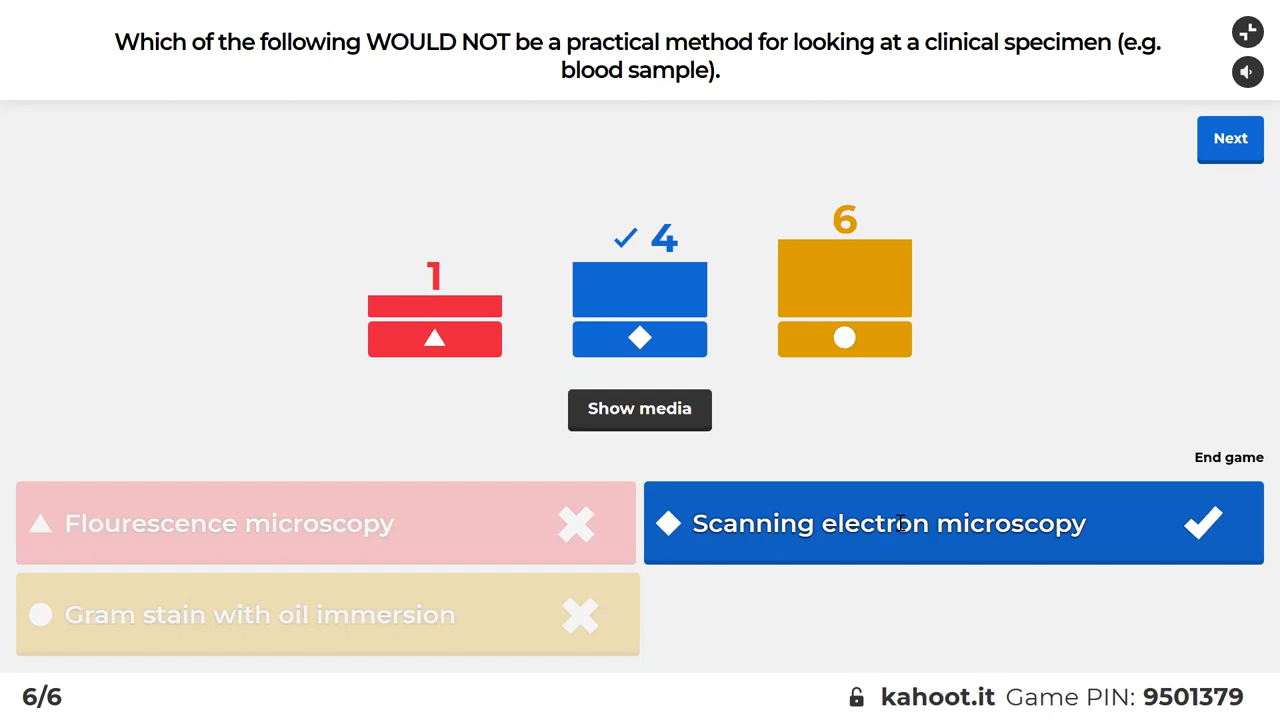 Which of the following WOULD NOT be a practical method for looking at a clinical specimen (e.g.
blood sample).
Next
1
4
6
Show media
End game
Flourescence microscopy
Scanning electron microscopy
Gram stain with oil immersion
6/6
kahoot.it Game PIN: 9501379